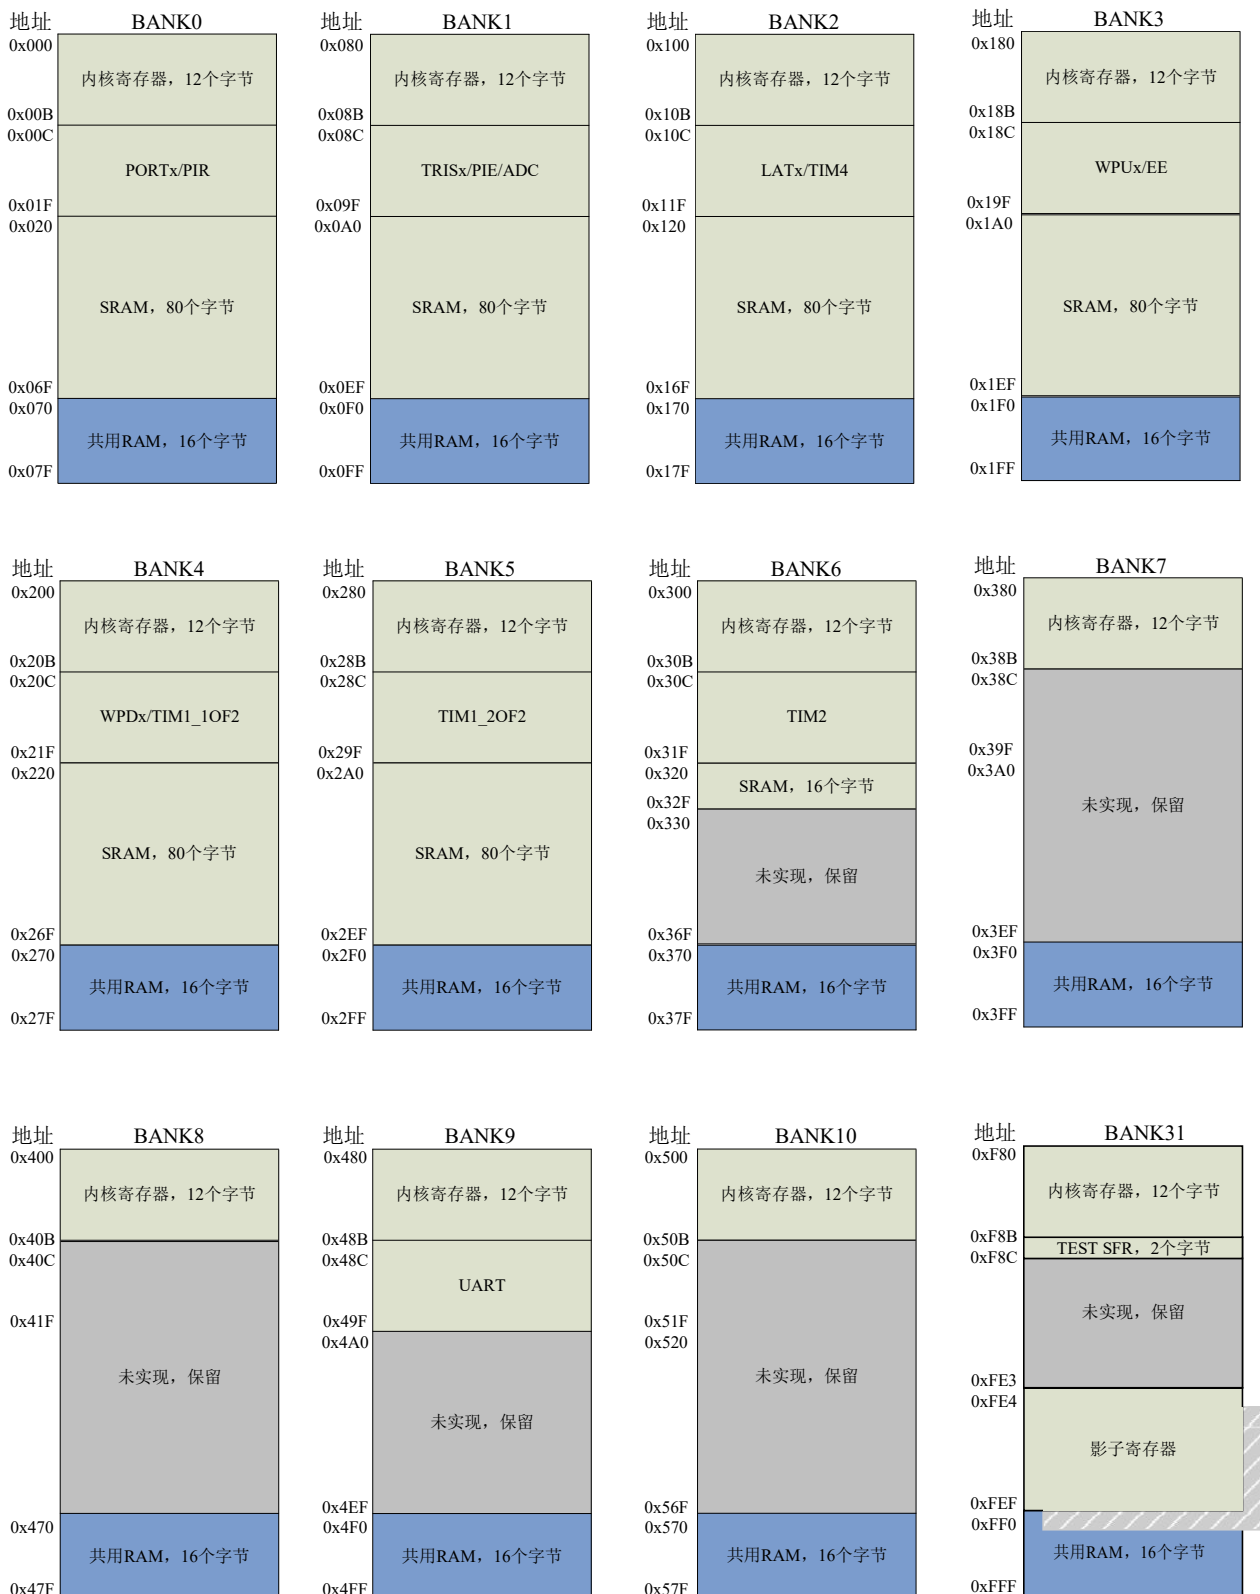 地址 BANK0
0x000
内核寄存器，12个字节
0x00B
0x00C
PORTx/PIR
0x01F
0x020
SRAM，80个字节
0x06F
0x070
共用RAM，16个字节
0x07F
地址 BANK1
0x080
内核寄存器，12个字节
0x08B
0x08C
TRISx/PIE/ADC
0x09F
0x0A0
SRAM，80个字节
0x0EF
0x0F0
共用RAM，16个字节
0x0FF
地址 BANK2
0x100
内核寄存器，12个字节
0x10B
0x10C
LATx/TIM4
0x11F
0x120
SRAM，80个字节
0x16F
0x170
共用RAM，16个字节
0x17F
地址 BANK3
0x180
内核寄存器，12个字节
0x18B
0x18C
WPUx/EE
0x19F
0x1A0
SRAM，80个字节
0x1EF
0x1F0
共用RAM，16个字节
0x1FF
地址 BANK4
0x200
内核寄存器，12个字节
0x20B
0x20C
WPDx/TIM1_1OF2
0x21F
0x220
SRAM，80个字节
0x26F
0x270
共用RAM，16个字节
0x27F
地址 BANK5
0x280
内核寄存器，12个字节
0x28B
0x28C
TIM1_2OF2
0x29F
0x2A0
SRAM，80个字节
0x2EF
0x2F0
共用RAM，16个字节
0x2FF
地址 BANK6
0x300
内核寄存器，12个字节
0x30B
0x30C
TIM2
0x31F
0x320
SRAM，16个字节
0x32F
0x330
未实现，保留
0x36F
0x370
共用RAM，16个字节
0x37F
地址 BANK7
0x380
内核寄存器，12个字节
0x38B
0x38C
0x39F
0x3A0
未实现，保留
0x3EF
0x3F0
共用RAM，16个字节
0x3FF
地址 BANK8
0x400
内核寄存器，12个字节
0x40B
0x40C
0x41F
未实现，保留
0x470
共用RAM，16个字节
0x47F
地址 BANK9
0x480
内核寄存器，12个字节
0x48B
0x48C
UART
0x49F
0x4A0
未实现，保留
0x4EF
0x4F0
共用RAM，16个字节
0x4FF
地址 BANK10
0x500
内核寄存器，12个字节
0x50B
0x50C
0x51F
0x520
未实现，保留
0x56F
0x570
共用RAM，16个字节
0x57F
地址 BANK31
0xF80
内核寄存器，12个字节
0xF8B
TEST SFR，2个字节
0xF8C
未实现，保留
0xFE3
0xFE4
影子寄存器
0xFEF
0xFF0
共用RAM，16个字节
0xFFF